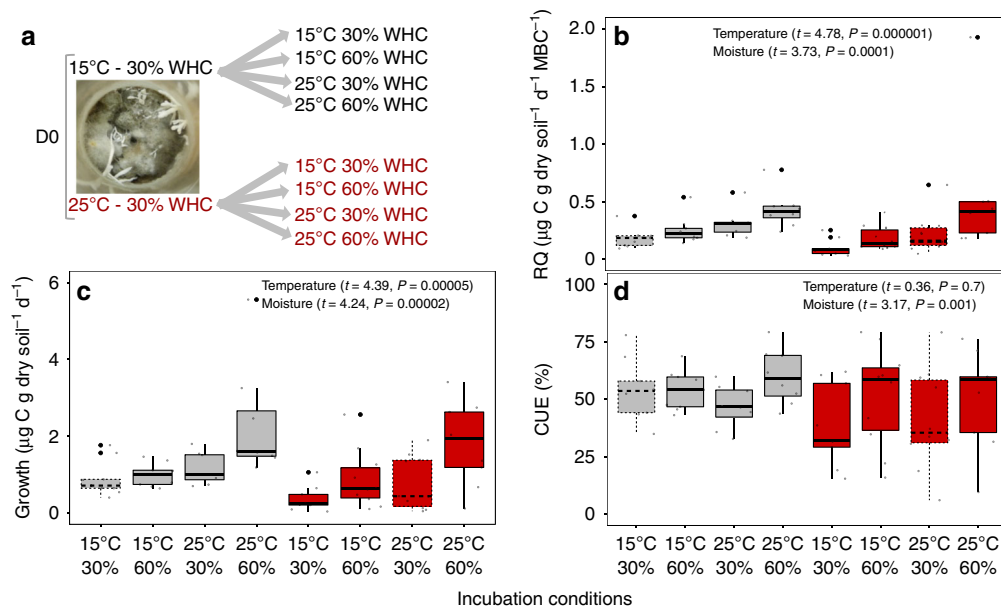 a
D0
15°C - 30% WHC
15°C 30% WHC
15°C 60% WHC
25°C 30% WHC
25°C 60% WHC
25°C - 30% WHC
15°C 30% WHC
15°C 60% WHC
25°C 30% WHC
25°C 60% WHC
b
Temperature (t = 4.78, P = 0.000001)
Moisture (t = 3.73, P = 0.0001)
RQ (µg C g dry soil⁻¹ d⁻¹ MBC⁻¹)
2.0
1.5
1.0
0.5
0
c
Temperature (t = 4.39, P = 0.00005)
Moisture (t = 4.24, P = 0.00002)
Growth (µg C g dry soil⁻¹ d⁻¹)
6
4
2
0
15°C 15°C 25°C 25°C 15°C 15°C 25°C 25°C
30% 60% 30% 60% 30% 60% 30% 60%
d
Temperature (t = 0.36, P = 0.7)
Moisture (t = 3.17, P = 0.001)
CUE (%)
100
75
50
25
0
15°C 15°C 25°C 25°C 15°C 15°C 25°C 25°C
30% 60% 30% 60% 30% 60% 30% 60%
Incubation conditions